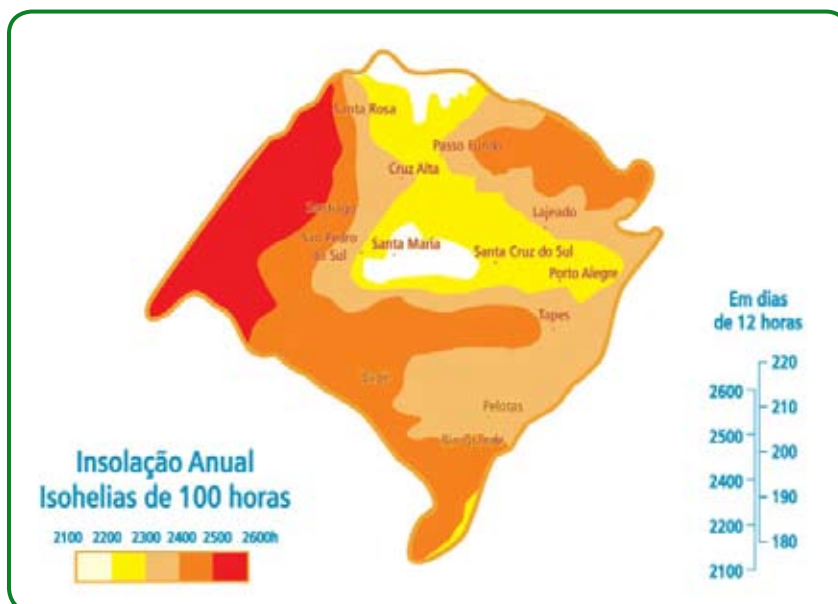 Santa Rosa
Passo Fundo
Cruz Alta
Santiago
Lajeado
São Pedro
do Sul
Santa Maria
Santa Cruz do Sul
Porto Alegre
Tapes
Pelotas
Rio Grande
Em dias
de 12 horas
220
2600
210
2500
200
2400
190
2200
180
2100
Insolação Anual
Isohelias de 100 horas
2100 2200 2300 2400 2500 2600h